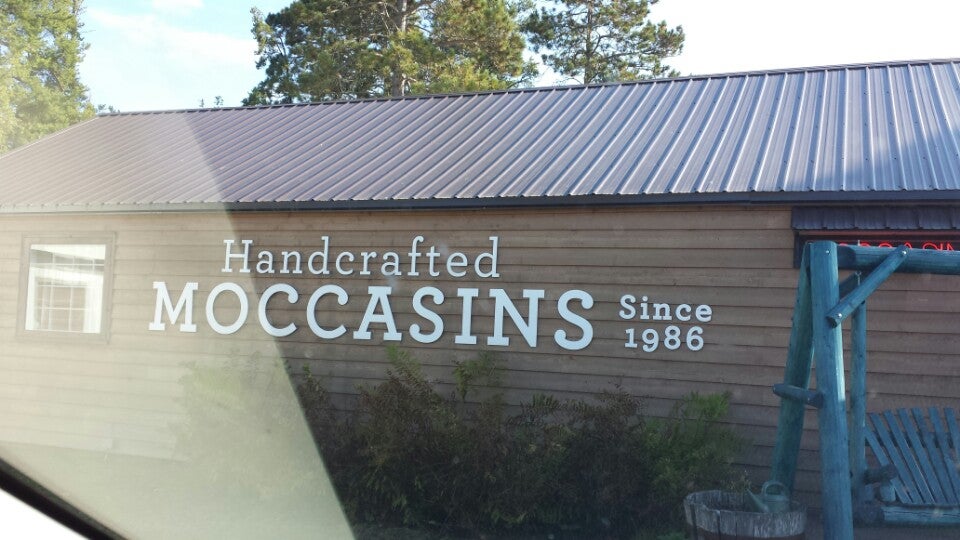 Handcrafted
MOCCASINS
Since
1986